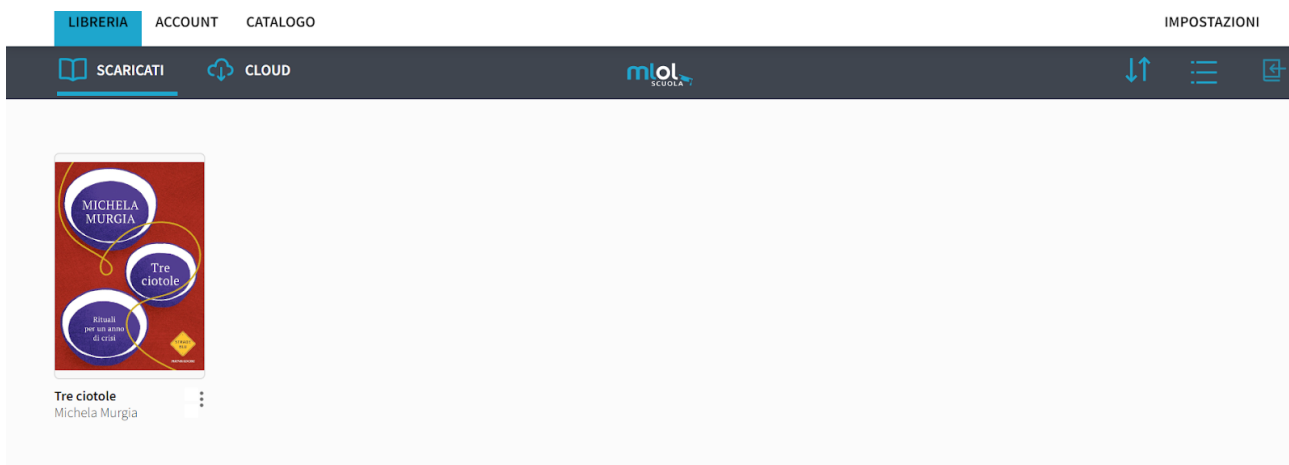 LIBRERIA ACCOUNT CATALOGO IMPOSTAZIONI
SCARICATI CLOUD mlol
SCUOLA
MICHELA
MURGIA
Tre
ciotole
Rituali
per un anno
di crisi
Tre ciotole
Michela Murgia